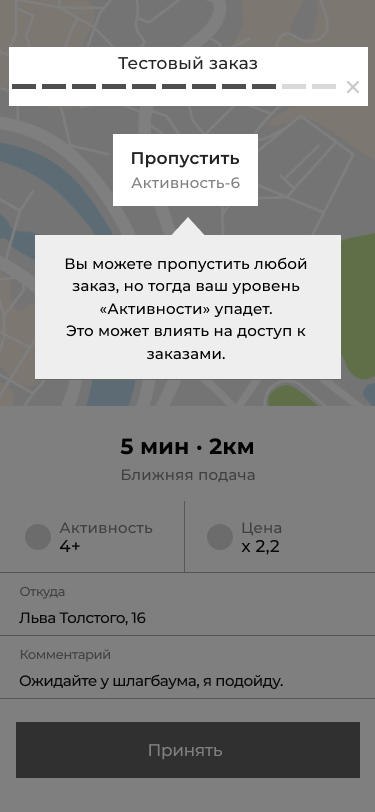 Тестовый заказ
Пропустить
Активность-6
Вы можете пропустить любой
заказ, но тогда ваш уровень
«Активности» упадет.
Это может влиять на доступ к
заказами.
5 мин · 2км
Ближняя подача
Активность
4+
Цена
х 2,2
Откуда
Льва Толстого, 16
Комментарий
Ожидайте у шлагбаума, я подойду.
Принять